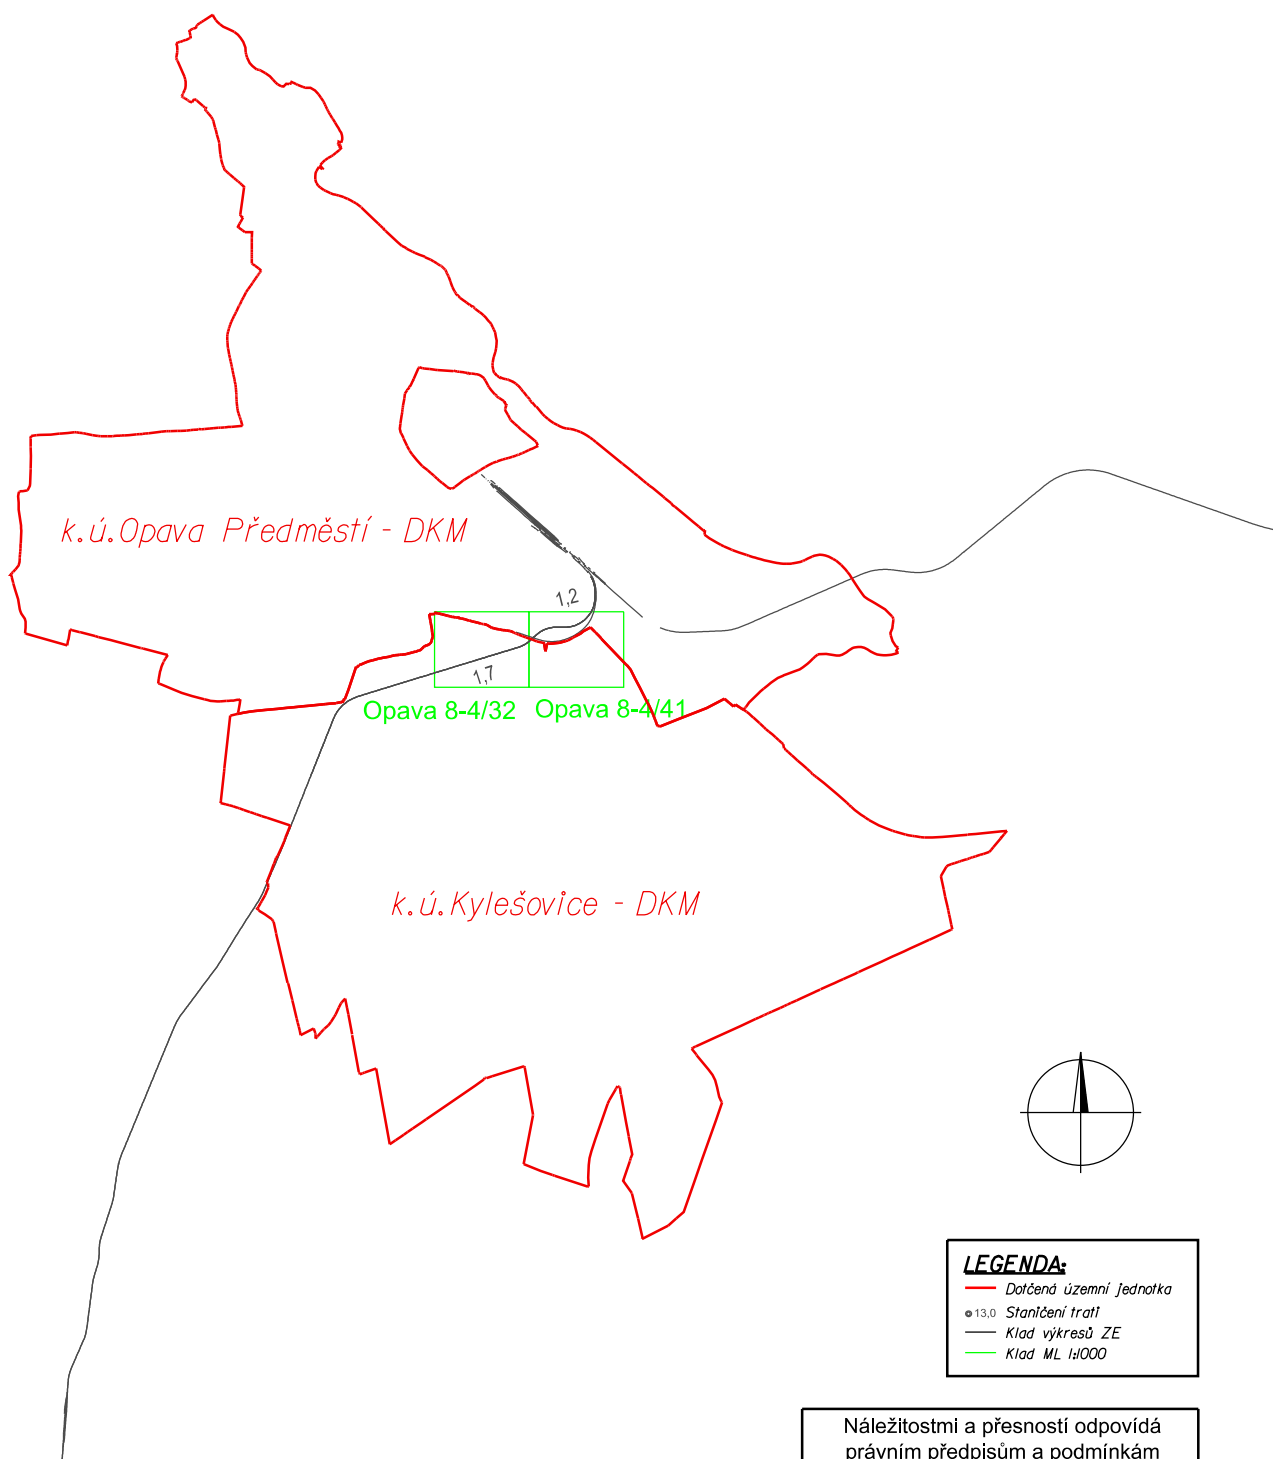 k.ú.Opava Předměstí - DKM
1,2
1,7
Opava 8-4/32
Opava 8-4/41
k.ú.Kylešovice - DKM
LEGENDA:
Dotčená územní jednotka
13,0 Staničení trati
Klad výkresů ZE
Klad ML 1:1000
Náležitostmi a přesností odpovídá
právním předpisům a podmínkám